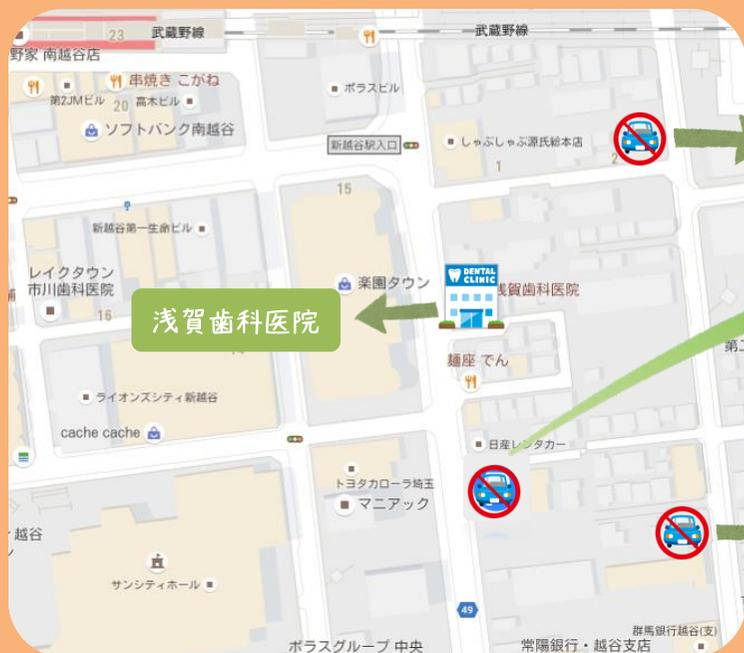 23
武蔵野線
武蔵野線
野家 南越谷店
串焼き こがね
第2JMビル
20
高木ビル
ソフトバンク南越谷
ポラスビル
新越谷駅入口
しゃぶしゃぶ源氏総本店
1
2
15
新越谷第一生命ビル
レイクタウン
市川歯科医院
楽園タウン
DENTAL
CLINIC
浅賀歯科医院
浅賀歯科医院
16
麺座 でん
ライオンズシティ新越谷
cache cache
日産レンタカー
トヨタカローラ埼玉
マニアック
越谷
サンシティホール
49
群馬銀行越谷(支)
ポラスグループ 中央
常陽銀行・越谷支店